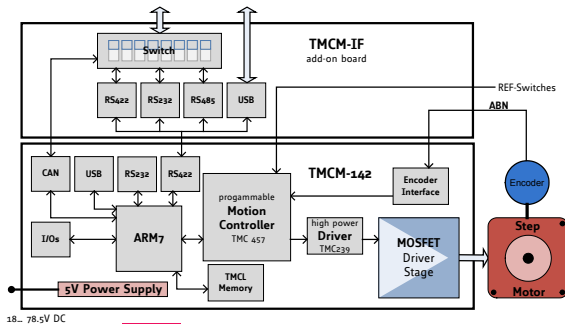 TMCM-IF
add-on board
Switch
RS422
RS232
RS485
USB
REF-Switches
ABN
TMCM-142
CAN
USB
RS232
RS422
progammable
Motion
Controller
TMC 457
Encoder
Interface
Encoder
I/Os
ARM7
high power
Driver
TMC239
MOSFET
Driver
Stage
Step
Motor
TMCL
Memory
5V Power Supply
18... 78.5V DC